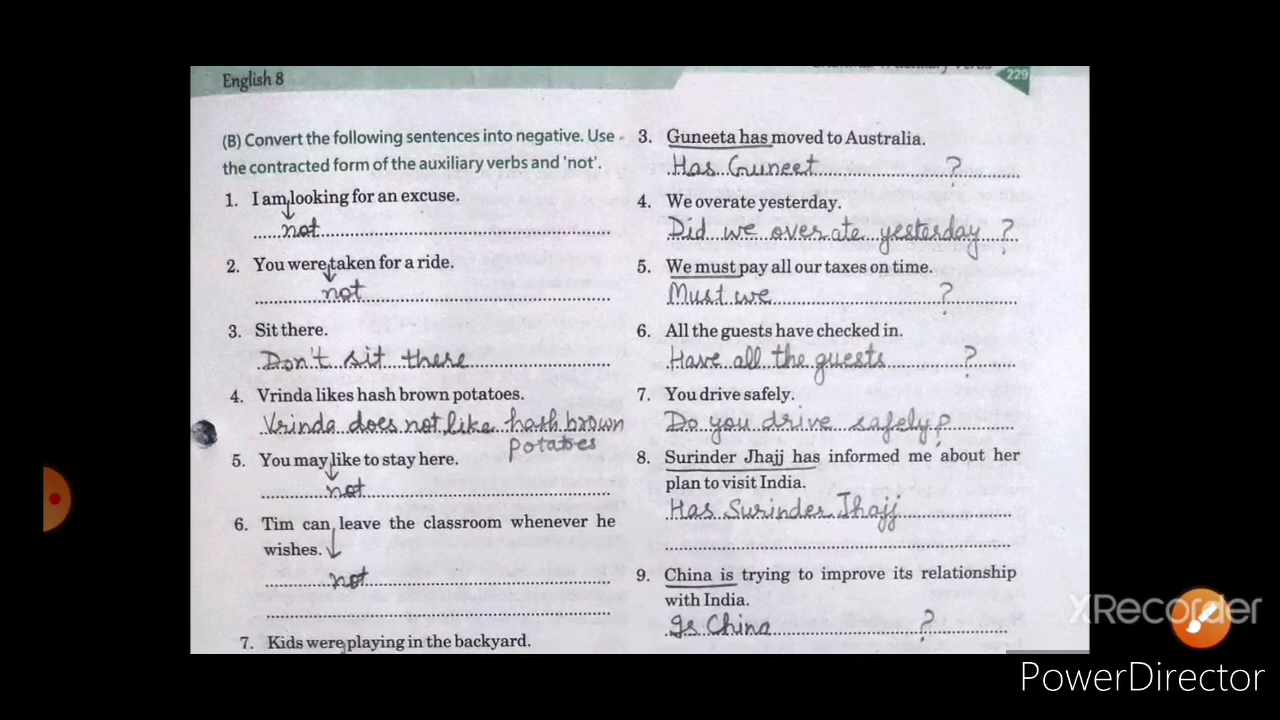 English 8
229
(B) Convert the following sentences into negative. Use
the contracted form of the auxiliary verbs and 'not'.
1. I am looking for an excuse.
not
2. You were taken for a ride.
not
3. Sit there.
Don't sit there
4. Vrinda likes hash brown potatoes.
Vrinda does not like hash brown
potatoes
5. You may like to stay here.
not
6. Tim can leave the classroom whenever he
wishes.
not
7. Kids were playing in the backyard.
3. Guneeta has moved to Australia.
Has Guneet ?
4. We overate yesterday.
Did we over ate yesterday ?
5. We must pay all our taxes on time.
Must we ?
6. All the guests have checked in.
Have all the guests ?
7. You drive safely.
Do you drive safely?
8. Surinder Jhajj has informed me about her
plan to visit India.
Has Surinder Jhajj
9. China is trying to improve its relationship
with India.
Is China ?
XRecorder
PowerDirector